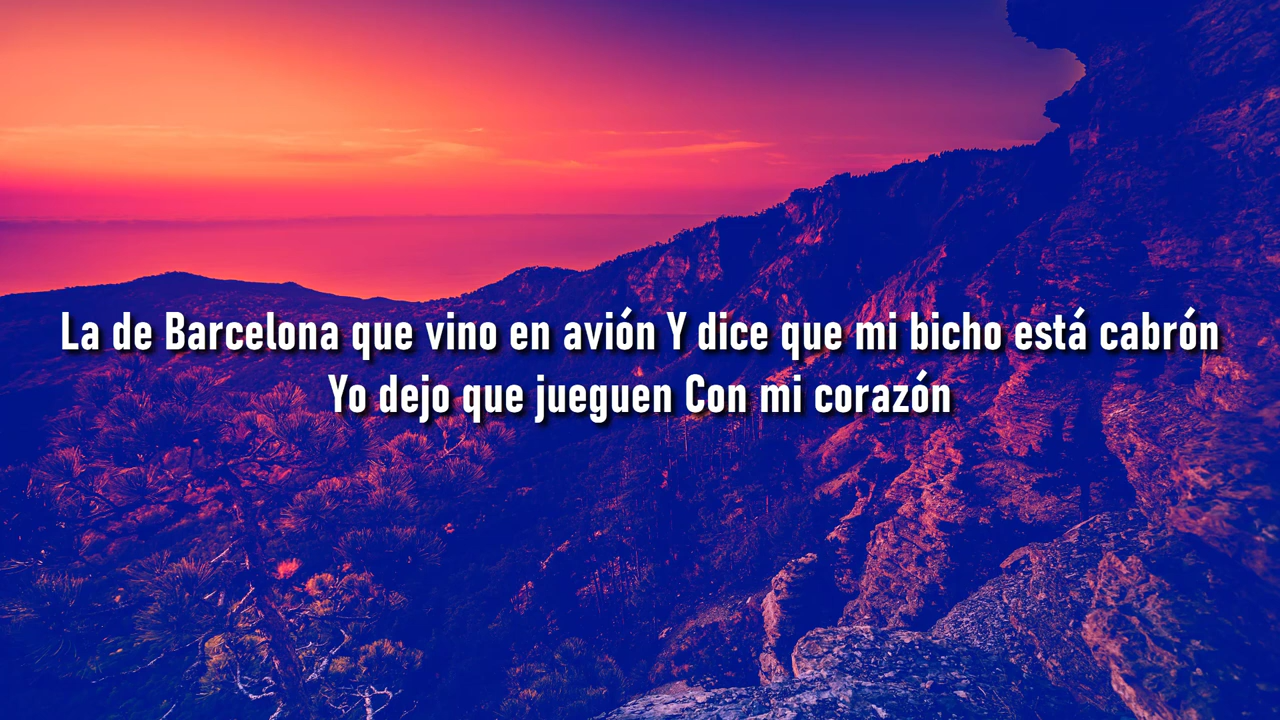 La de Barcelona que vino en avión Y dice que mi bicho está cabrón
Yo dejo que jueguen Con mi corazón